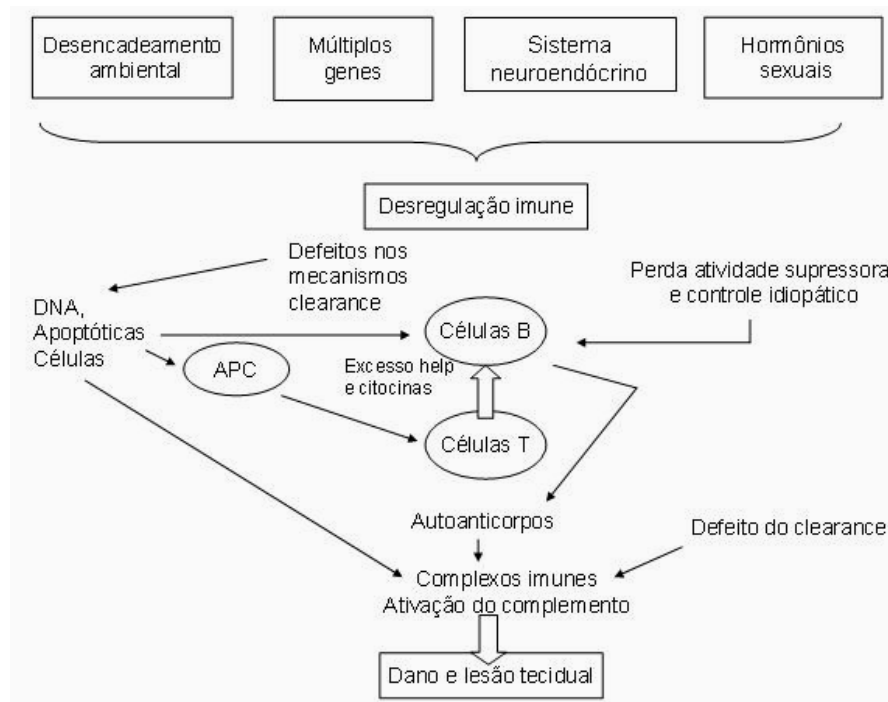 Desencadeamento
ambiental
Múltiplos
genes
Sistema
neuroendócrino
Hormônios
sexuais
Desregulação imune
Defeitos nos
mecanismos
clearance
Perda atividade supressora
e controle idiopático
DNA,
Apoptóticas
Células
Células B
APC
Excesso help
e citocinas
Células T
Autoanticorpos
Defeito do clearance
Complexos imunes
Ativação do complemento
Dano e lesão tecidual